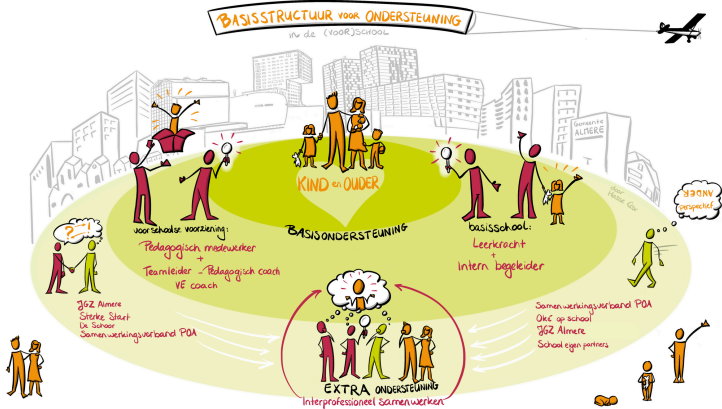 BASISSTRUCTUUR VOOR ONDERSTEUNING
in de (VOOR)SCHOOL
Gemeente
ALMERE
KIND en OUDER
ANDER
perspectief
BASISONDERSTEUNING
voorschoolse voorziening:
Pedagogisch medewerker
+
Teamleider - Pedagogisch coach
VE coach
basisschool:
Leerkracht
+
Intern begeleider
?=!
JGZ Almere
Sterke Start
De Schoor
Samenwerkingsverband POA
Samenwerkingsverband POA
Oké op school
JGZ Almere
School eigen partners
EXTRA ONDERSTEUNING
Interprofessioneel samenwerken